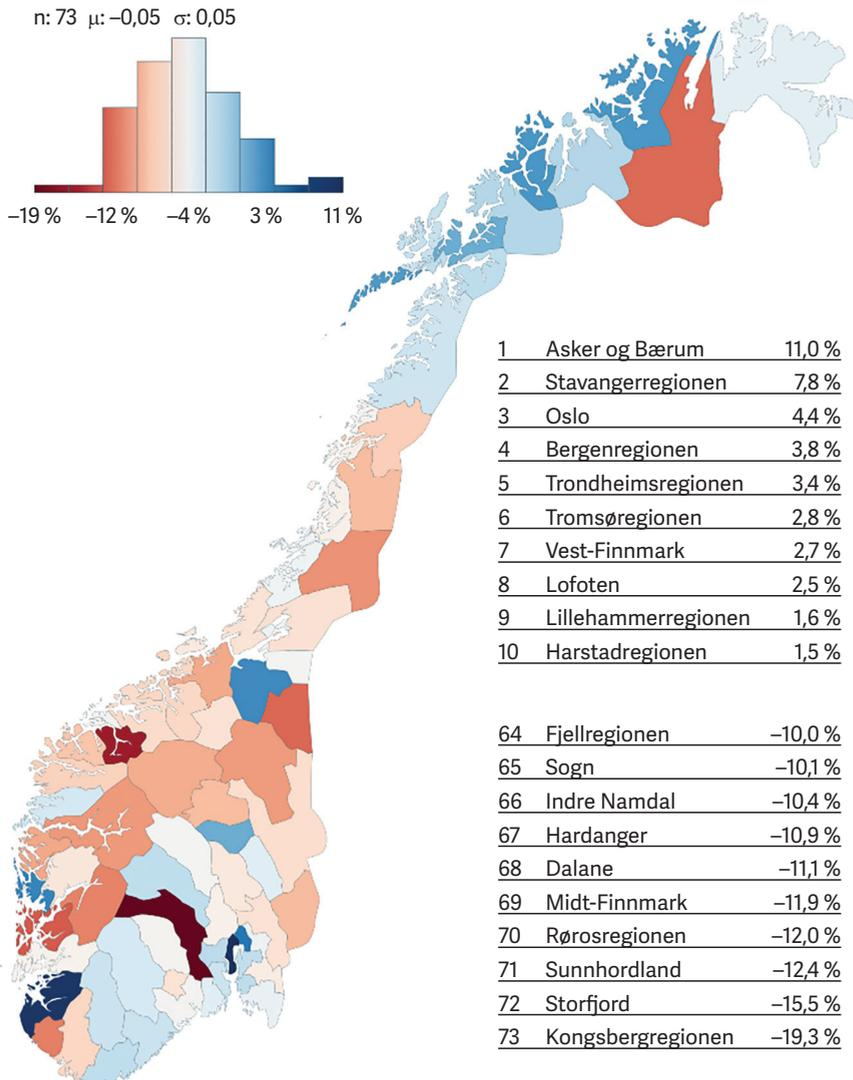 n: 73 μ: –0,05 σ: 0,05
–19 % –12 % –4 % 3 % 11 %
1 Asker og Bærum 11,0 %
2 Stavangerregionen 7,8 %
3 Oslo 4,4 %
4 Bergenregionen 3,8 %
5 Trondheimsregionen 3,4 %
6 Tromsøregionen 2,8 %
7 Vest-Finnmark 2,7 %
8 Lofoten 2,5 %
9 Lillehammerregionen 1,6 %
10 Harstadregionen 1,5 %
64 Fjellregionen –10,0 %
65 Sogn –10,1 %
66 Indre Namdal –10,4 %
67 Hardanger –10,9 %
68 Dalane –11,1 %
69 Midt-Finnmark –11,9 %
70 Rørosregionen –12,0 %
71 Sunnhordland –12,4 %
72 Storfjord –15,5 %
73 Kongsbergregionen –19,3 %